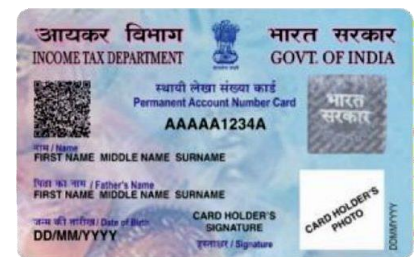 आयकर विभाग
INCOME TAX DEPARTMENT
भारत सरकार
GOVT. OF INDIA
स्थायी लेखा संख्या कार्ड
Permanent Account Number Card
AAAAA1234A
भारत
सरकार
नाम / Name
FIRST NAME MIDDLE NAME SURNAME
पिता का नाम / Father's Name
FIRST NAME MIDDLE NAME SURNAME
जन्म की तारीख / Date of Birth
DD/MM/YYYY
CARD HOLDER'S
SIGNATURE
हस्ताक्षर / Signature
CARD HOLDER'S
PHOTO
DDMMYYYY